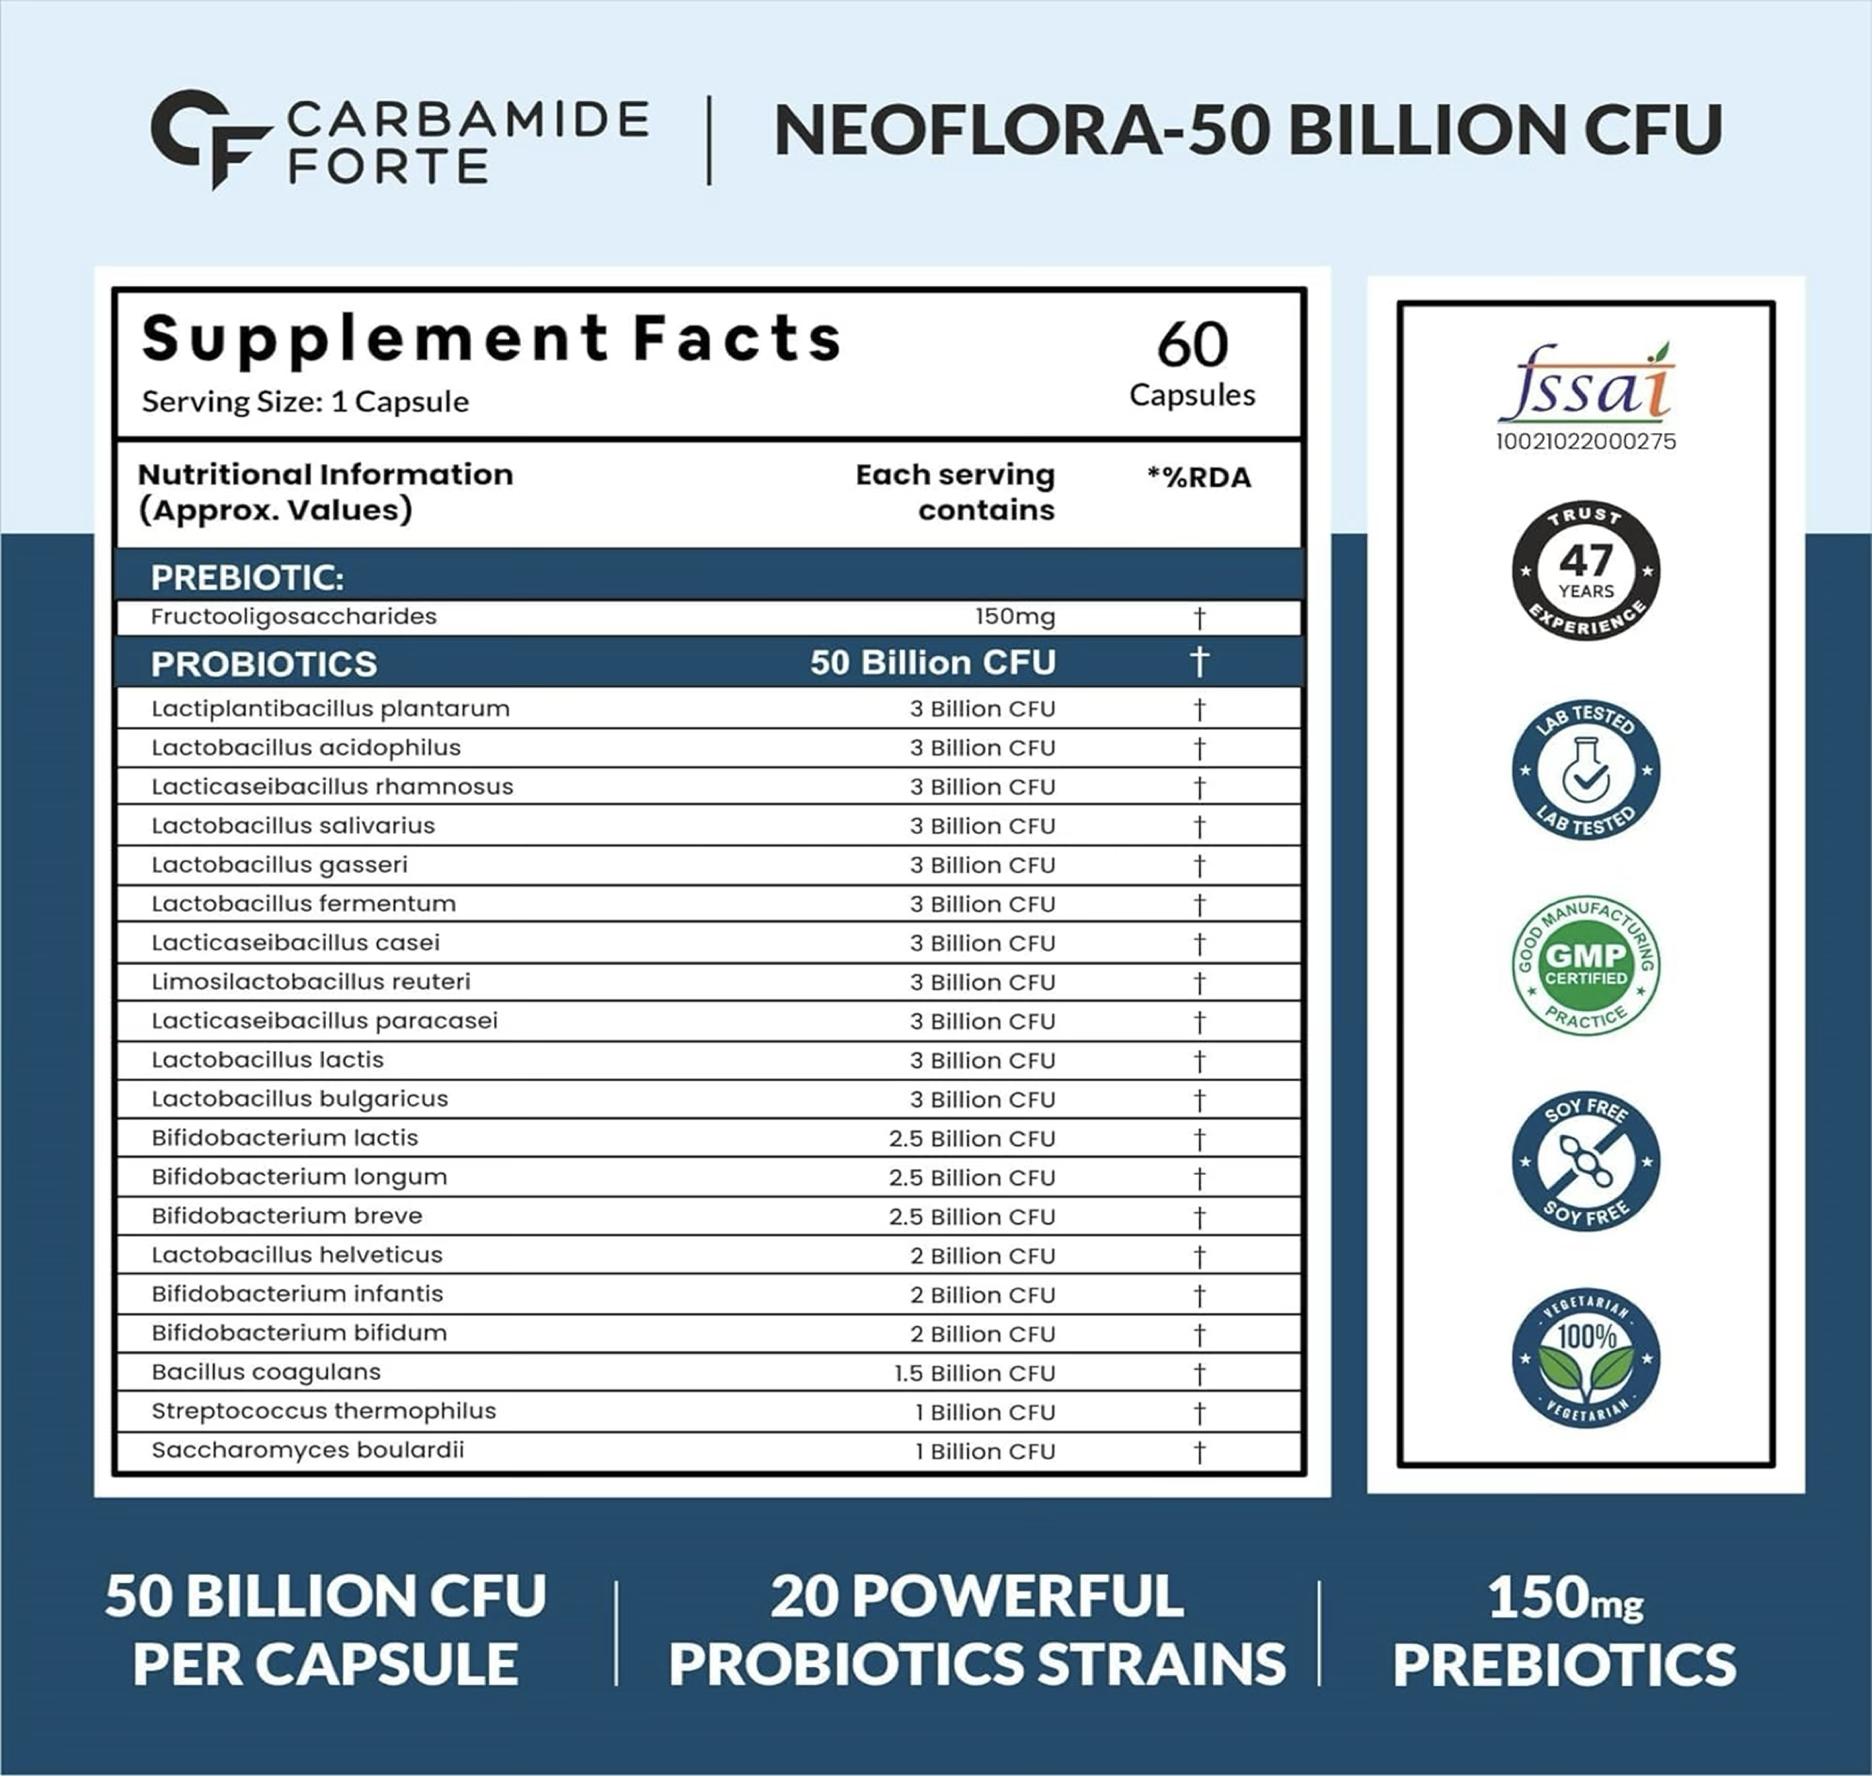 CF CARBAMIDE
FORTE
NEOFLORA-50 BILLION CFU
Supplement Facts
Serving Size: 1 Capsule
60
Capsules
Nutritional Information
(Approx. Values)
Each serving
contains
*%RDA
PREBIOTIC:
Fructooligosaccharides 150mg †
PROBIOTICS 50 Billion CFU †
Lactiplantibacillus plantarum 3 Billion CFU †
Lactobacillus acidophilus 3 Billion CFU †
Lacticaseibacillus rhamnosus 3 Billion CFU †
Lactobacillus salivarius 3 Billion CFU †
Lactobacillus gasseri 3 Billion CFU †
Lactobacillus fermentum 3 Billion CFU †
Lacticaseibacillus casei 3 Billion CFU †
Limosilactobacillus reuteri 3 Billion CFU †
Lacticaseibacillus paracasei 3 Billion CFU †
Lactobacillus lactis 3 Billion CFU †
Lactobacillus bulgaricus 3 Billion CFU †
Bifidobacterium lactis 2.5 Billion CFU †
Bifidobacterium longum 2.5 Billion CFU †
Bifidobacterium breve 2.5 Billion CFU †
Lactobacillus helveticus 2 Billion CFU †
Bifidobacterium infantis 2 Billion CFU †
Bifidobacterium bifidum 2 Billion CFU †
Bacillus coagulans 1.5 Billion CFU †
Streptococcus thermophilus 1 Billion CFU †
Saccharomyces boulardii 1 Billion CFU †
fssai
10021022000275
TRUST
47
YEARS
EXPERIENCE
LAB TESTED
LAB TESTED
GOOD MANUFACTURING
GMP
CERTIFIED
PRACTICE
SOY FREE
SOY FREE
VEGETARIAN
100%
VEGETARIAN
50 BILLION CFU
PER CAPSULE
20 POWERFUL
PROBIOTICS STRAINS
150mg
PREBIOTICS